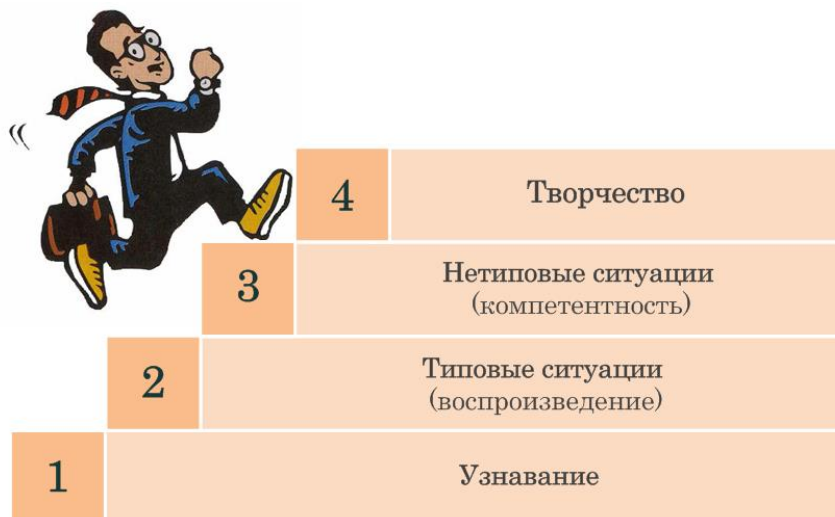 4
Творчество
3
Нетиповые ситуации
(компетентность)
2
Типовые ситуации
(воспроизведение)
1
Узнавание